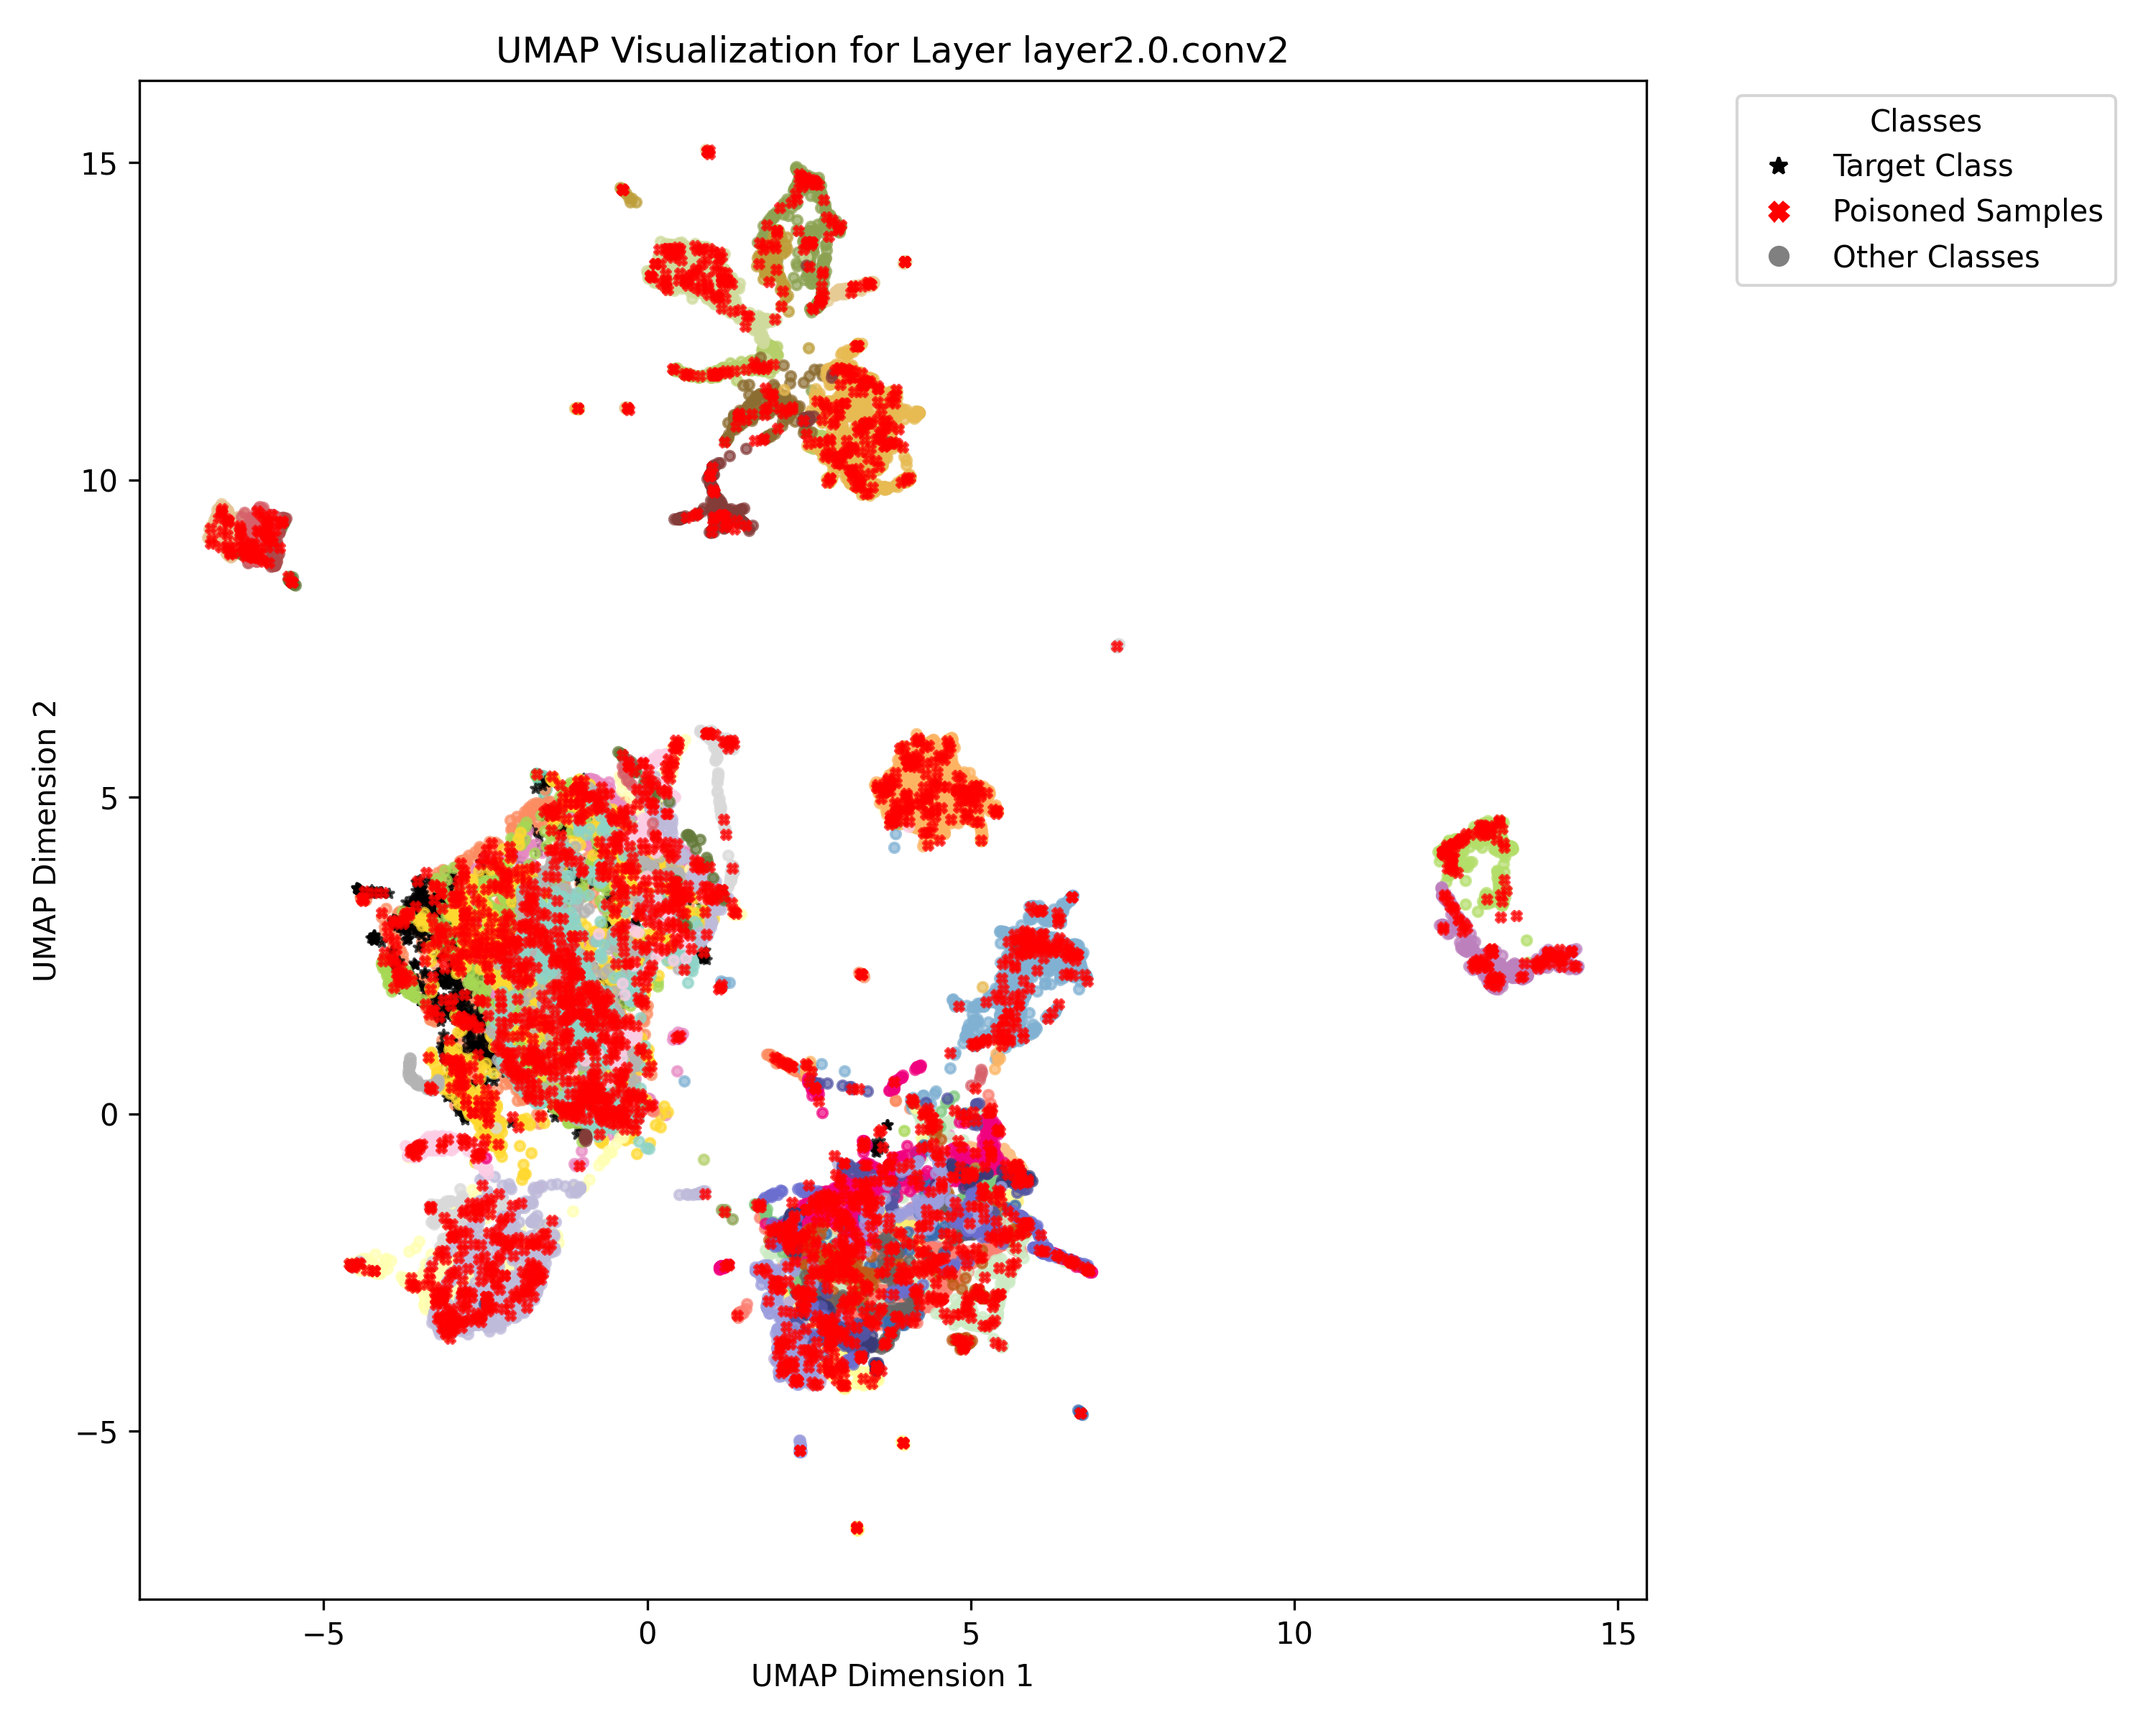 UMAP Visualization for Layer layer2.0.conv2
Classes
Target Class
Poisoned Samples
Other Classes
UMAP Dimension 2
15
10
5
0
−5
−5
0
5
10
15
UMAP Dimension 1